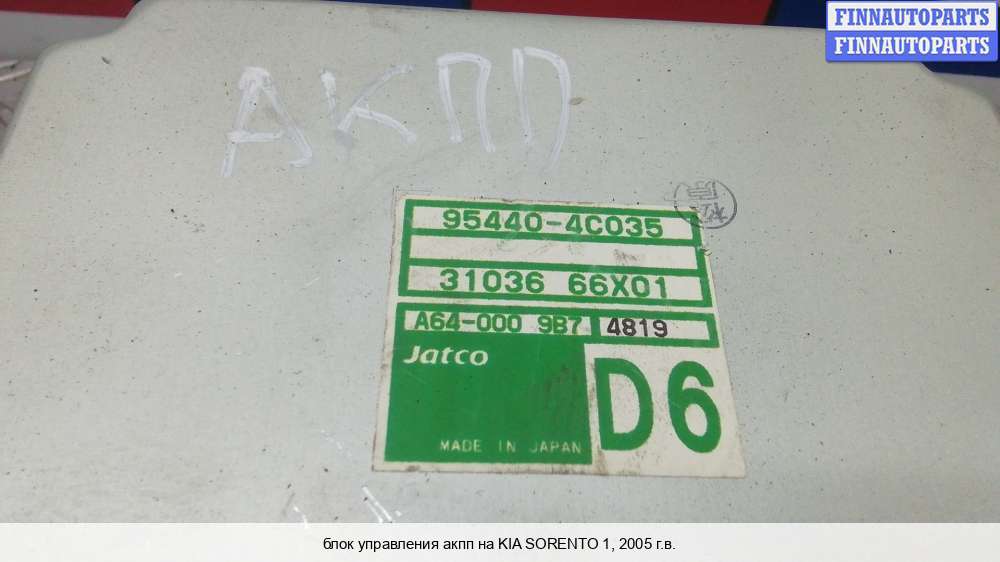 FINNAUTOPARTS
FINNAUTOPARTS
АКПП
95440-4C035
31036 66X01
A64-000 9B7 4819
Jatco
D6
MADE IN JAPAN
блок управления акпп на KIA SORENTO 1, 2005 г.в.